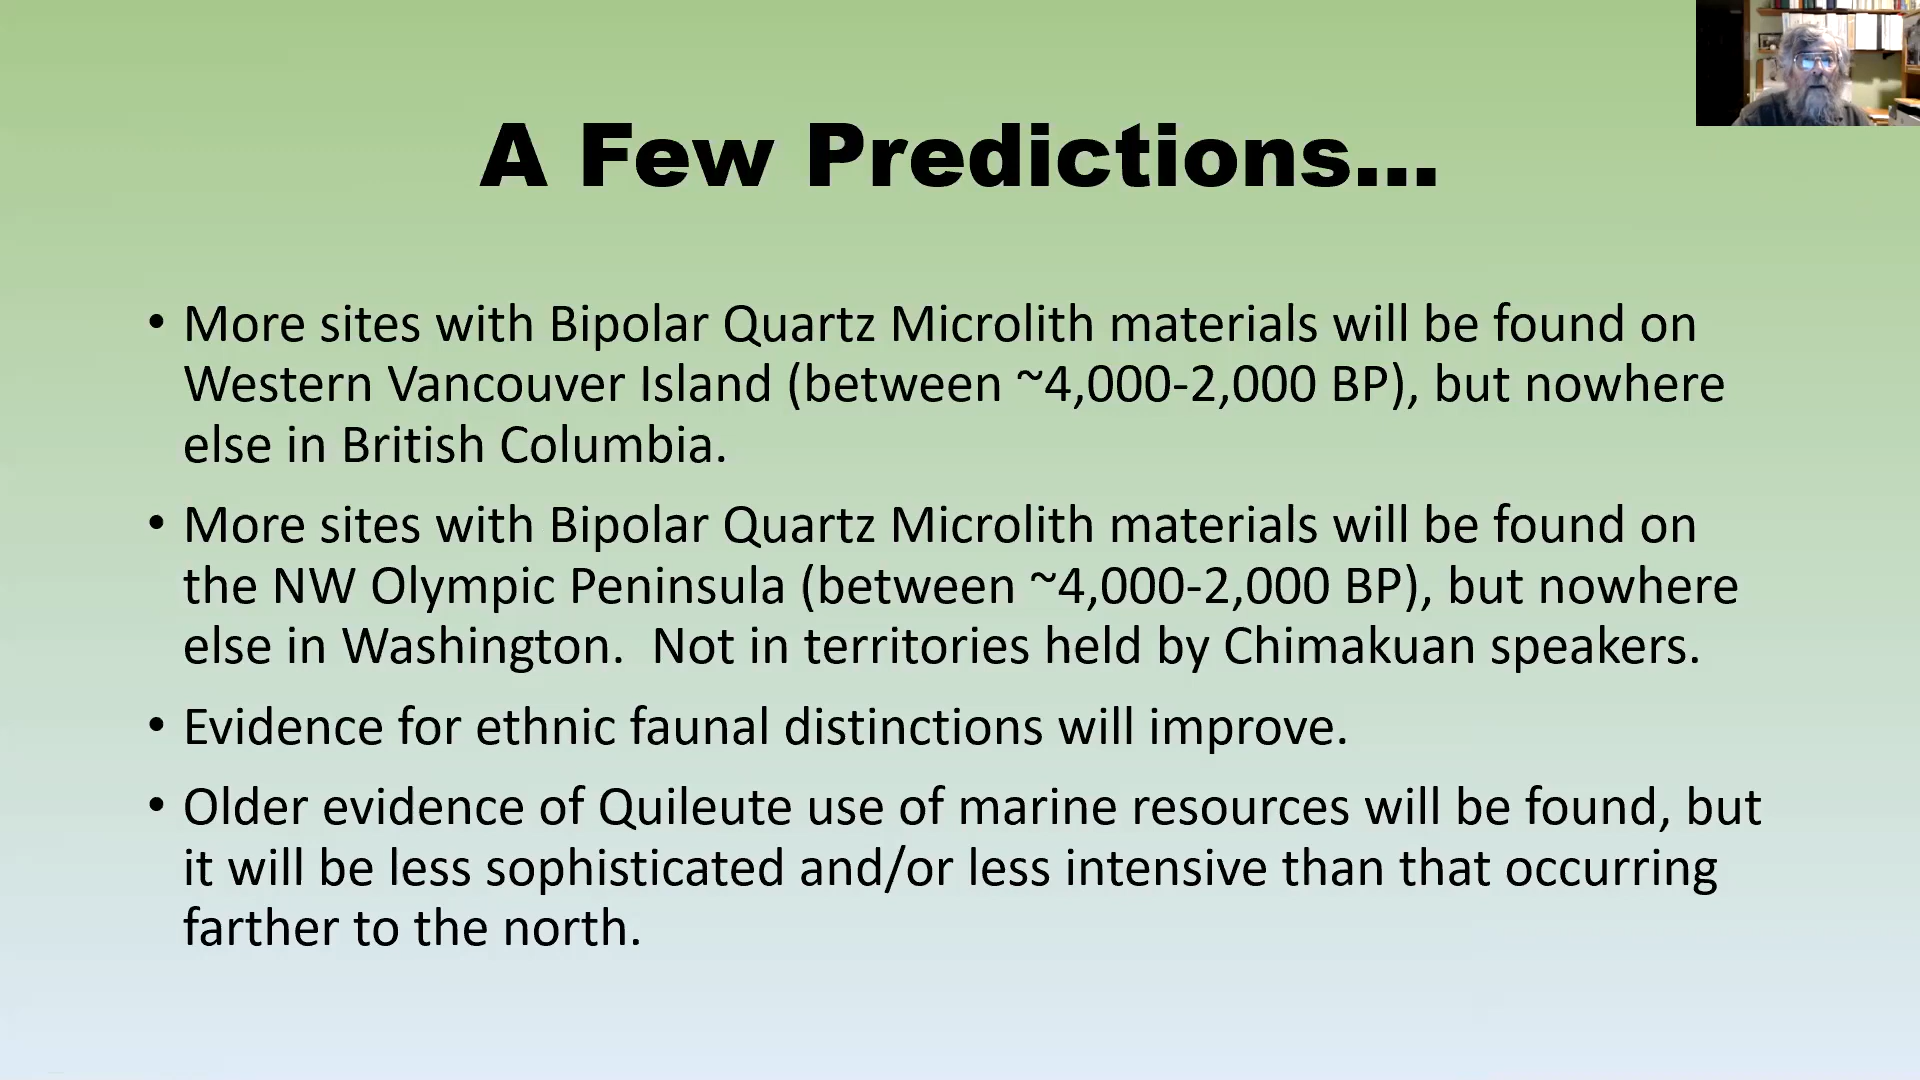 A Few Predictions...
• More sites with Bipolar Quartz Microlith materials will be found on
Western Vancouver Island (between ~4,000-2,000 BP), but nowhere
else in British Columbia.
• More sites with Bipolar Quartz Microlith materials will be found on
the NW Olympic Peninsula (between ~4,000-2,000 BP), but nowhere
else in Washington.  Not in territories held by Chimakuan speakers.
• Evidence for ethnic faunal distinctions will improve.
• Older evidence of Quileute use of marine resources will be found, but
it will be less sophisticated and/or less intensive than that occurring
farther to the north.